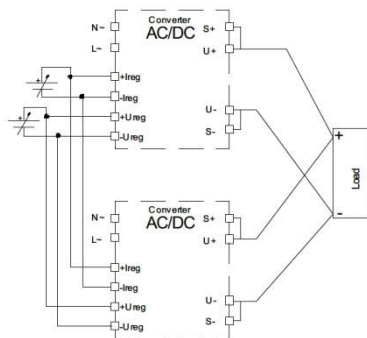 Converter
AC/DC
N~
L~
+Ireg
-Ireg
+Ureg
-Ureg
S+
U+
U-
S-
+
-
Load
+
+
Converter
AC/DC
N~
L~
+Ireg
-Ireg
+Ureg
-Ureg
S+
U+
U-
S-